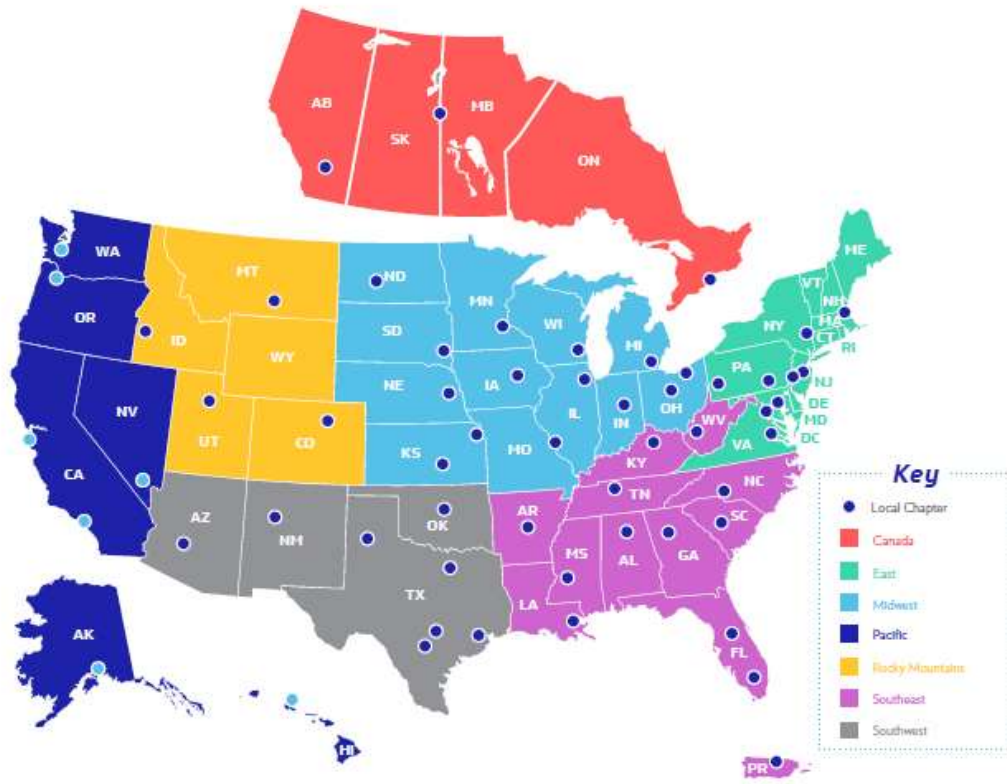 AB
SK
MB
ON
WA
OR
CA
NV
AK
HI
MT
ID
WY
UT
CO
ND
SD
NE
KS
MN
IA
MO
WI
IL
MI
IN
OH
AZ
NM
OK
TX
AR
LA
MS
AL
TN
KY
WV
GA
FL
SC
NC
PR
ME
VT
NH
MA
CT
RI
NY
PA
NJ
DE
MD
DC
VA
Key
Local Chapter
Canada
East
Midwest
Pacific
Rocky Mountains
Southeast
Southwest